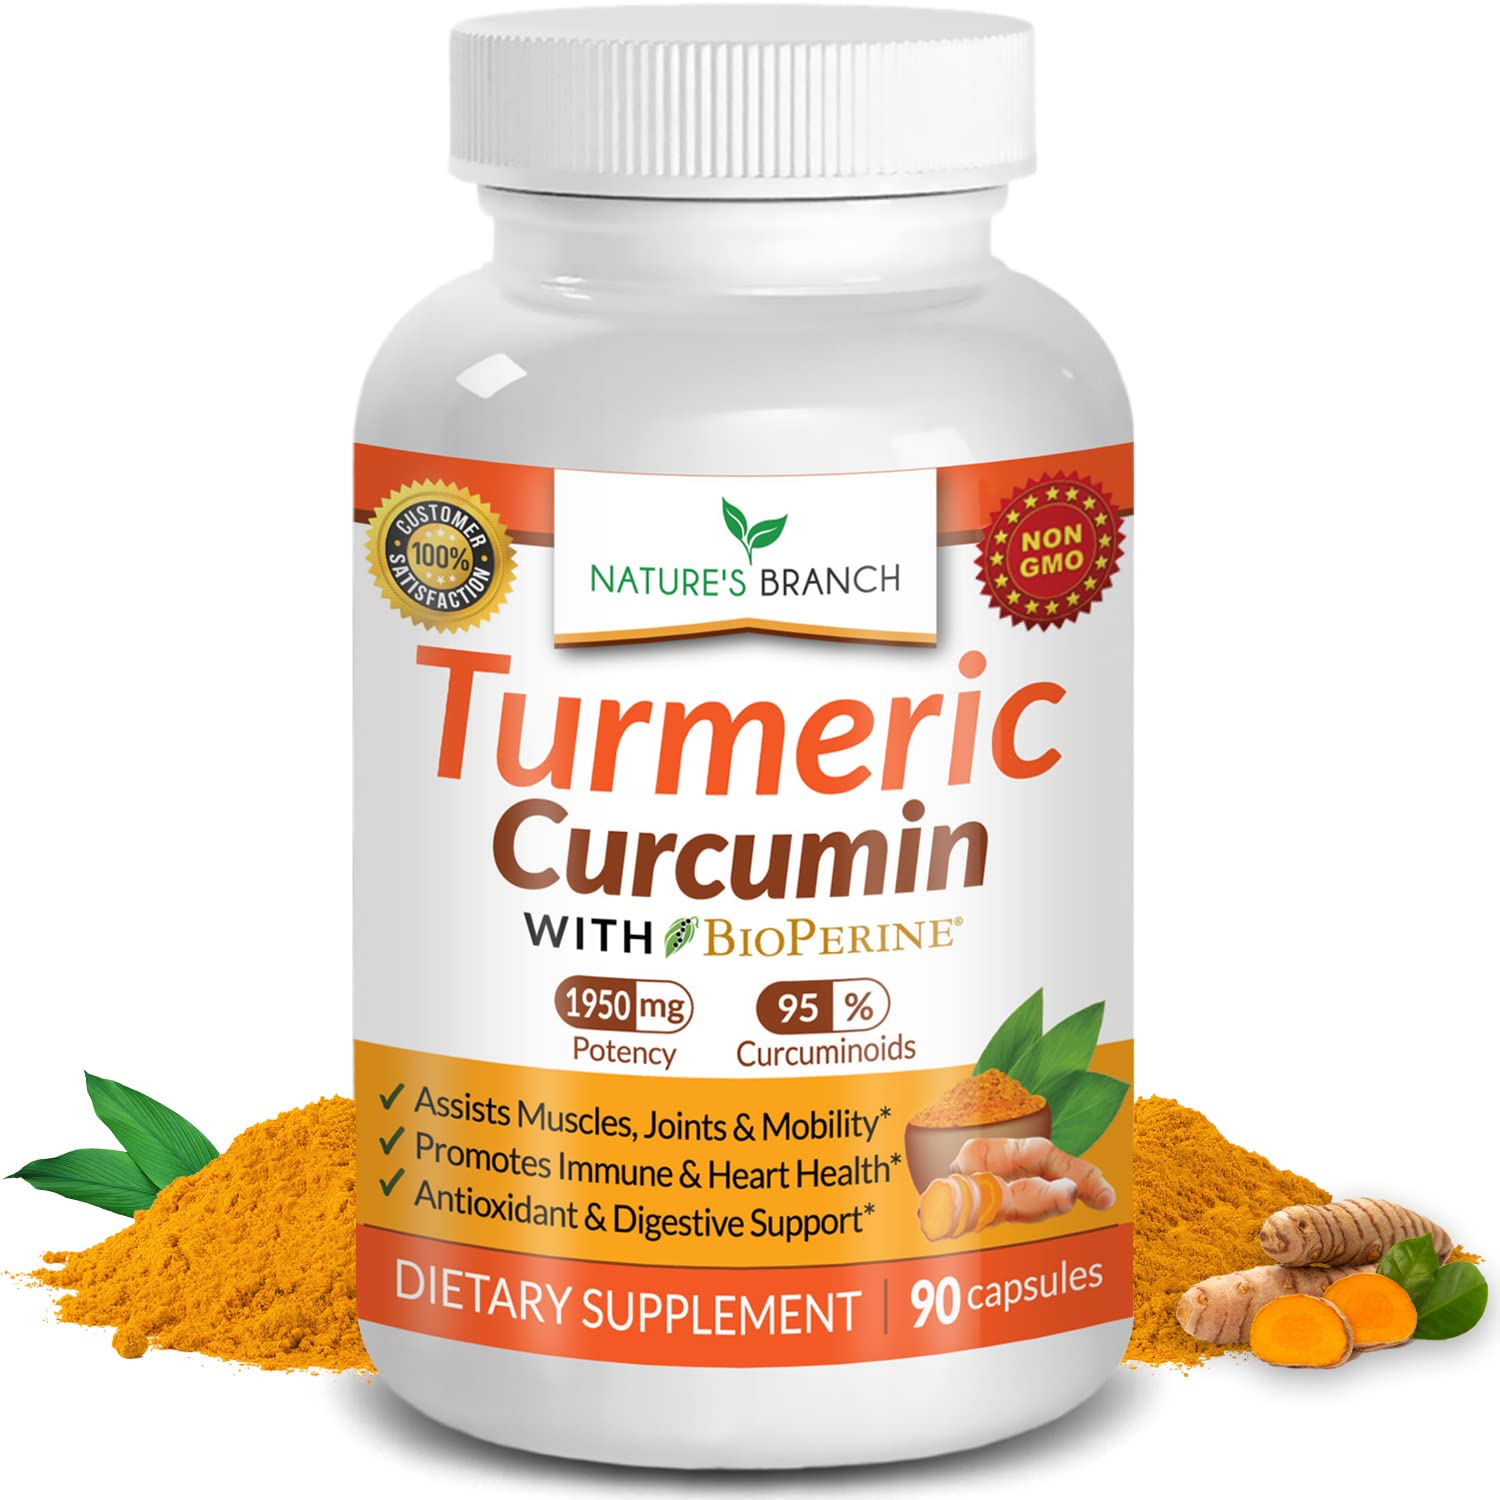 NATURE'S BRANCH
CUSTOMER
100%
SATISFACTION
NON
GMO
Turmeric
Curcumin
WITH BIOPERINE®
1950 mg
Potency
95 %
Curcuminoids
✓ Assists Muscles, Joints & Mobility*
✓ Promotes Immune & Heart Health*
✓ Antioxidant & Digestive Support*
DIETARY SUPPLEMENT | 90 capsules